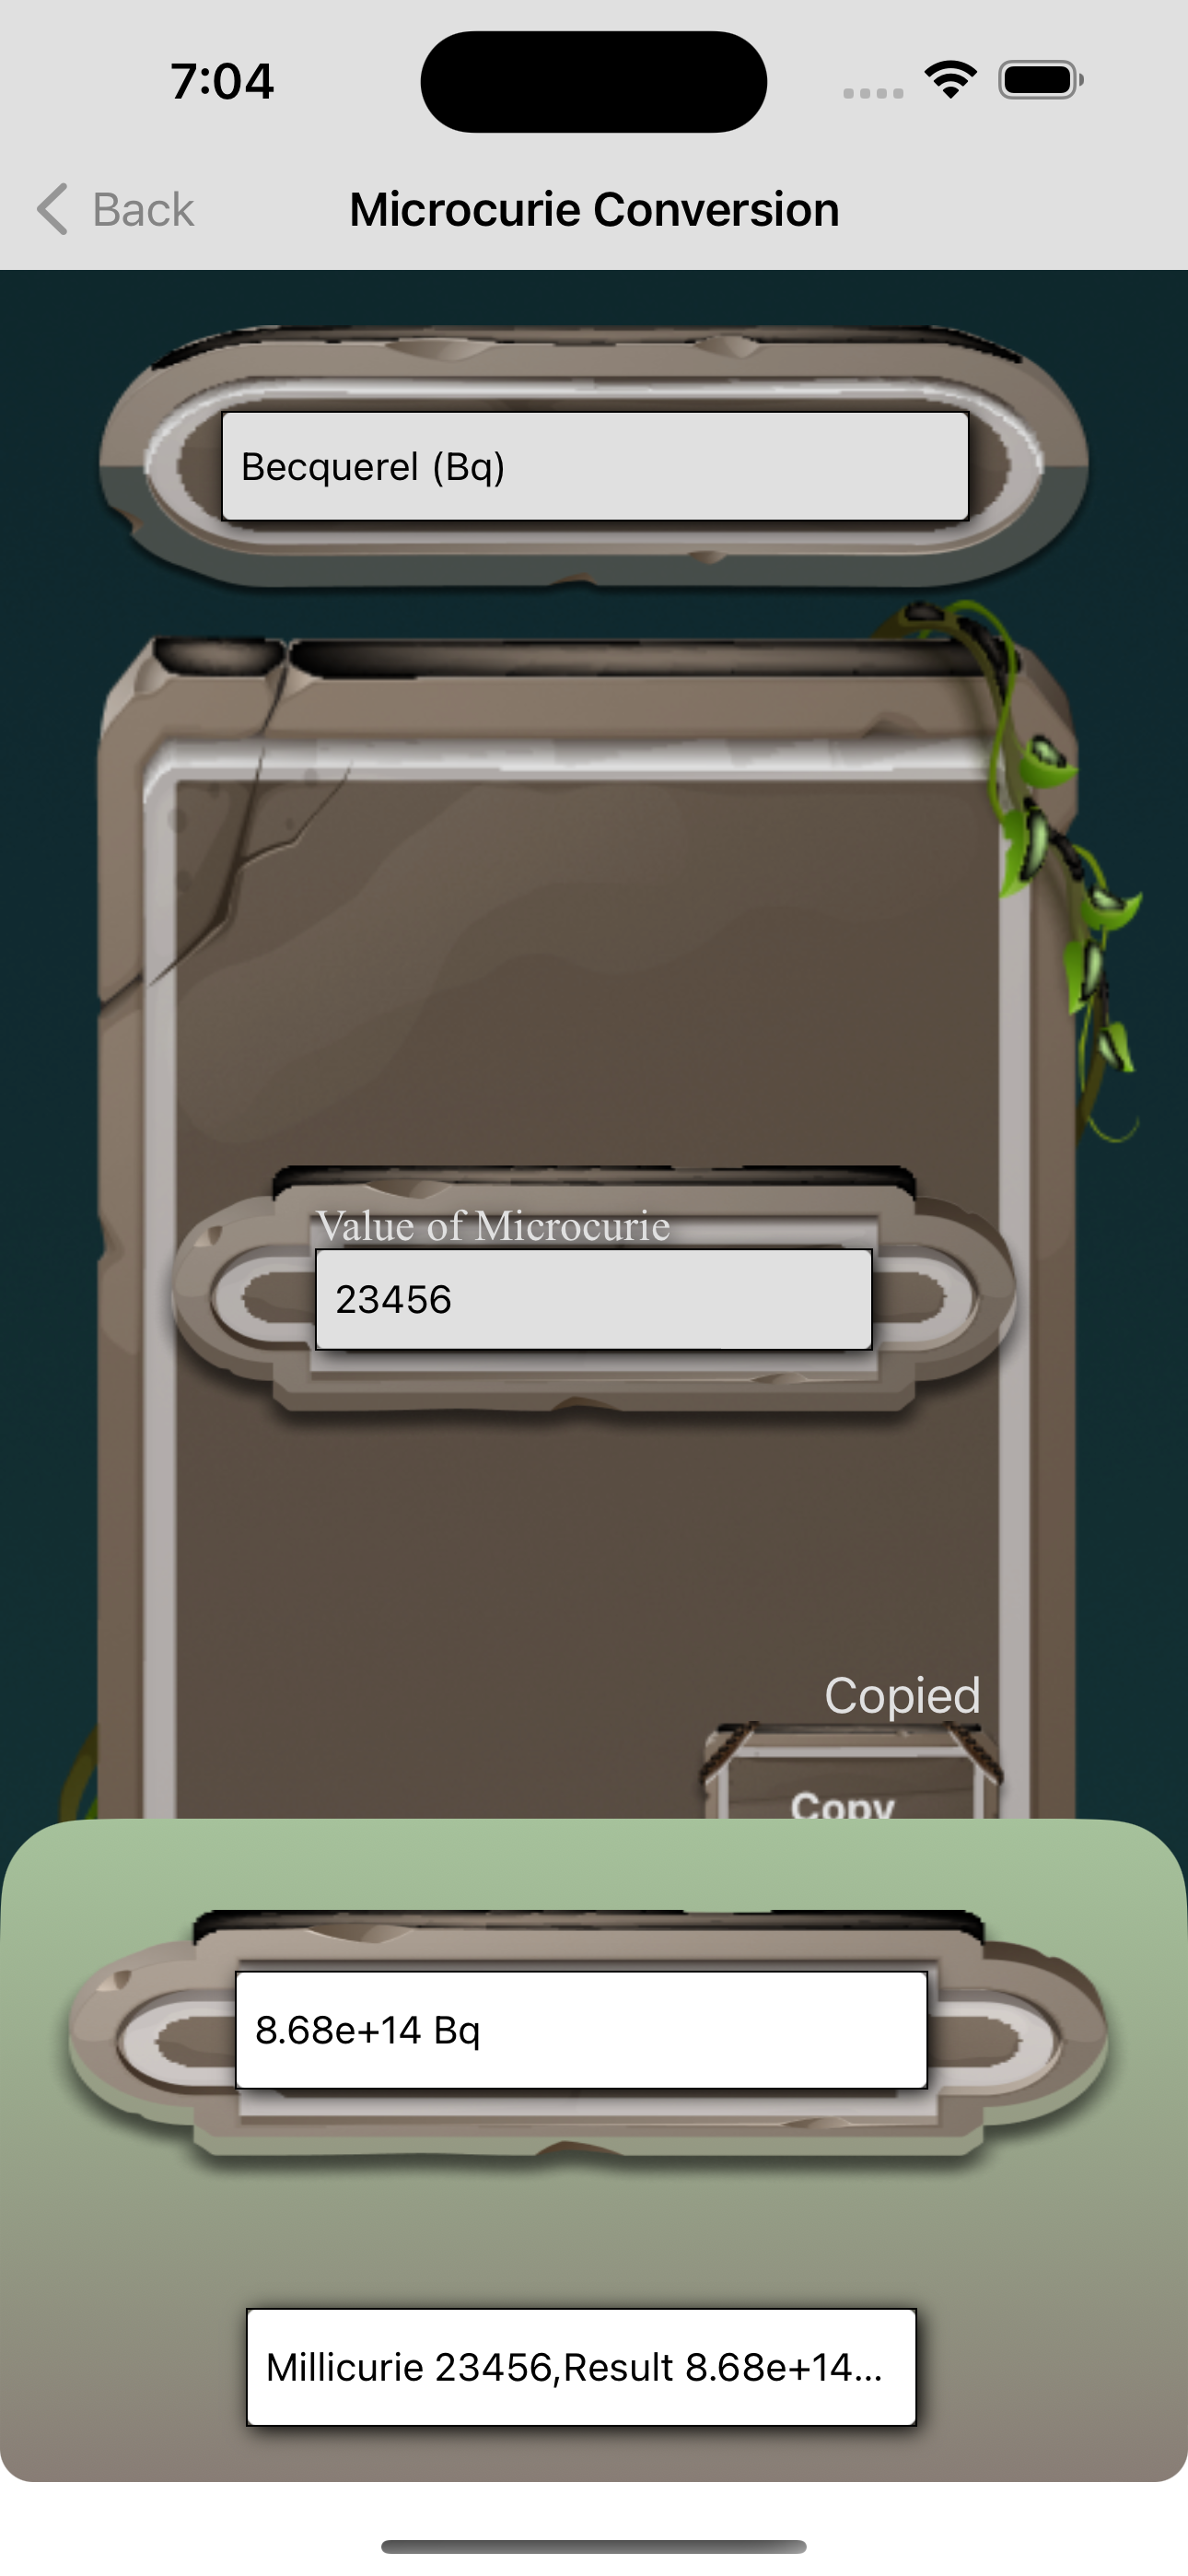 7:04
Back
Microcurie Conversion
Becquerel (Bq)
Value of Microcurie
23456
Copied
Copy
8.68e+14 Bq
Millicurie 23456,Result 8.68e+14...